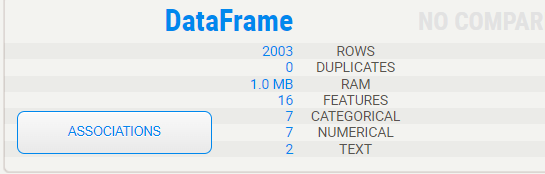 DataFrame
NO COMPAR
2003 ROWS
0 DUPLICATES
1.0 MB RAM
16 FEATURES
7 CATEGORICAL
ASSOCIATIONS
7 NUMERICAL
2 TEXT